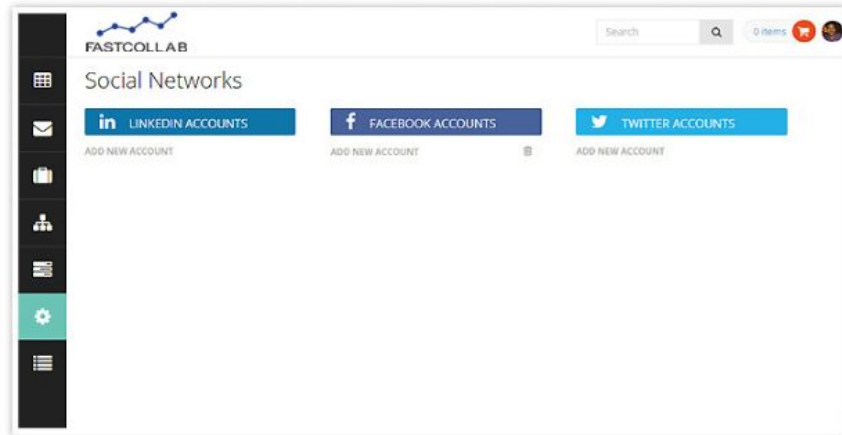 FASTCOLLAB
Search
0 items
Social Networks
in LINKEDIN ACCOUNTS
f FACEBOOK ACCOUNTS
TWITTER ACCOUNTS
ADD NEW ACCOUNT
ADD NEW ACCOUNT
ADD NEW ACCOUNT